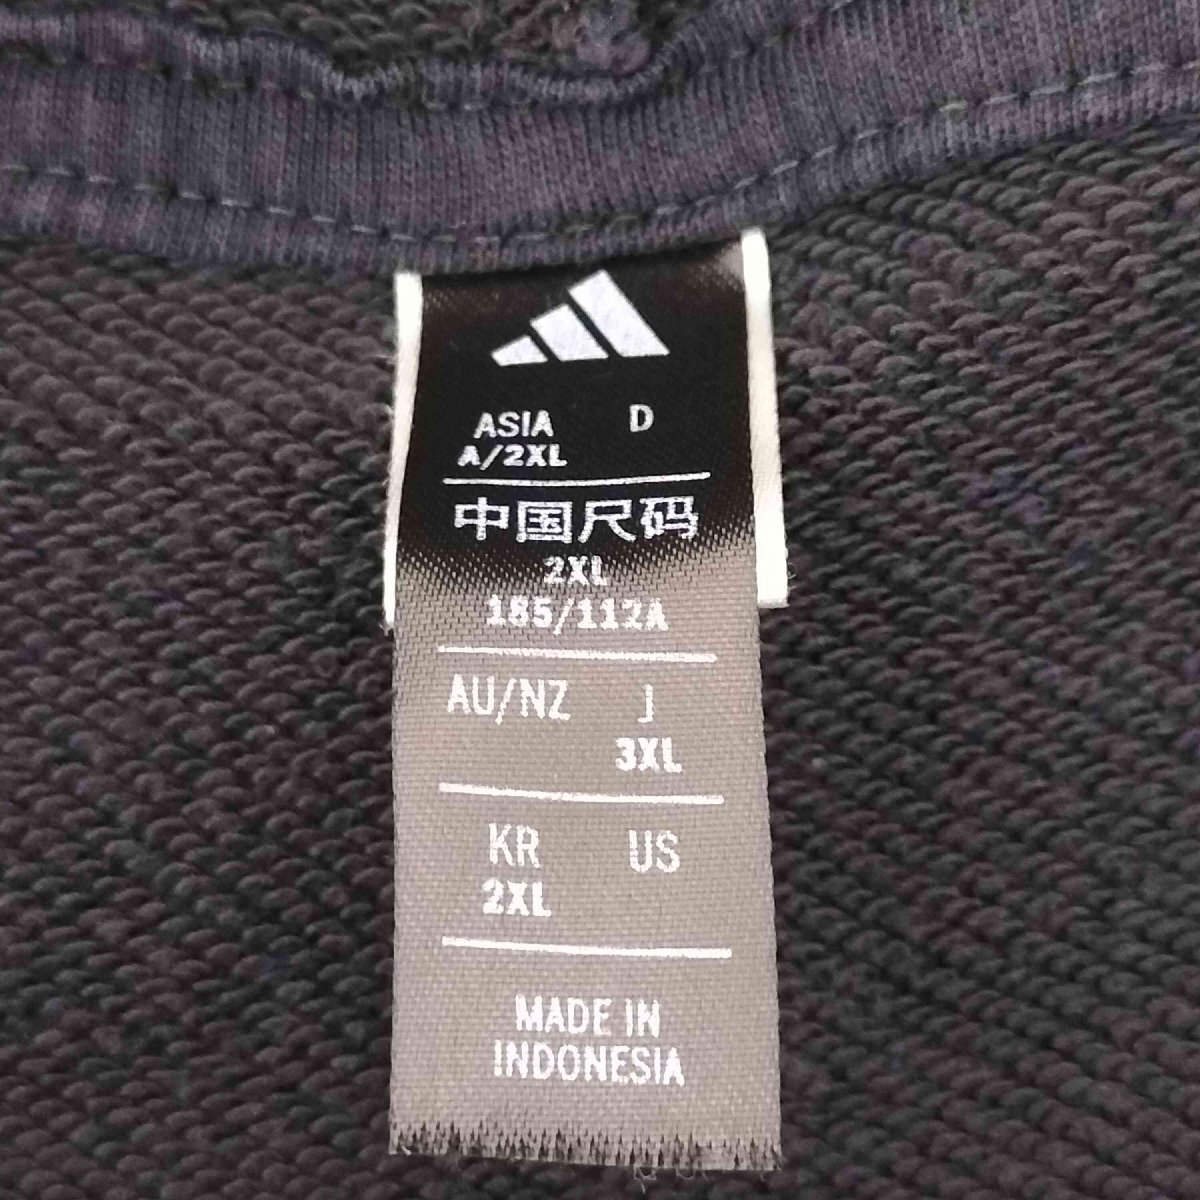 ASIA D
A/2XL
中国尺码
2XL
185/112A
AU/NZ J
3XL
KR US
2XL
MADE IN
INDONESIA